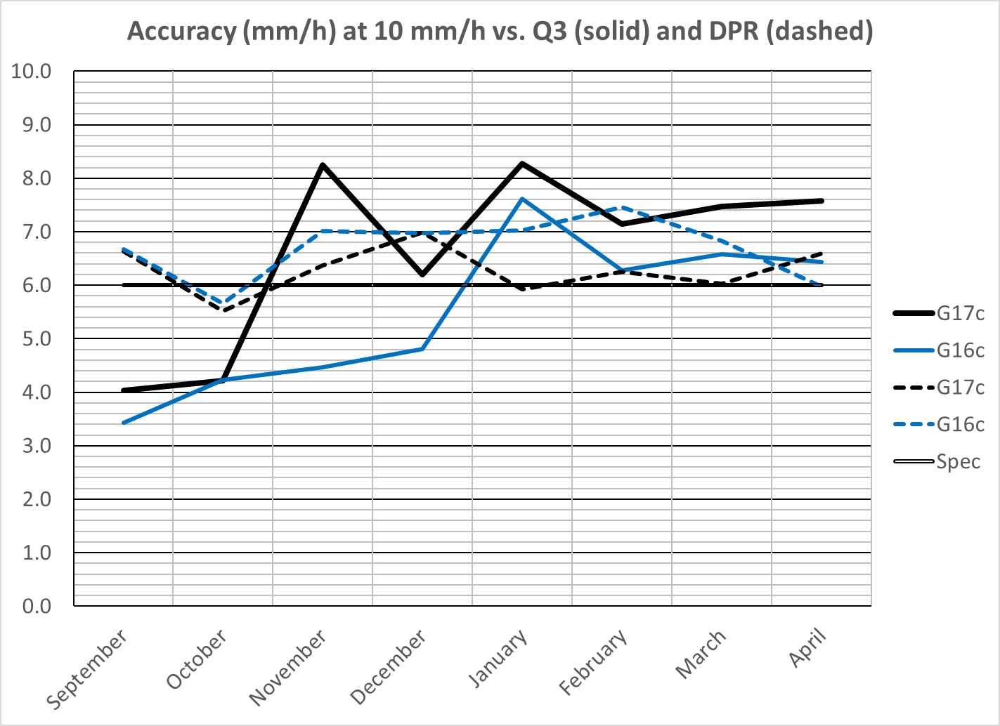 Accuracy (mm/h) at 10 mm/h vs. Q3 (solid) and DPR (dashed)
10.0
9.0
8.0
7.0
6.0
5.0
4.0
3.0
2.0
1.0
0.0
September
October
November
December
January
February
March
April
G17c
G16c
G17c
G16c
Spec